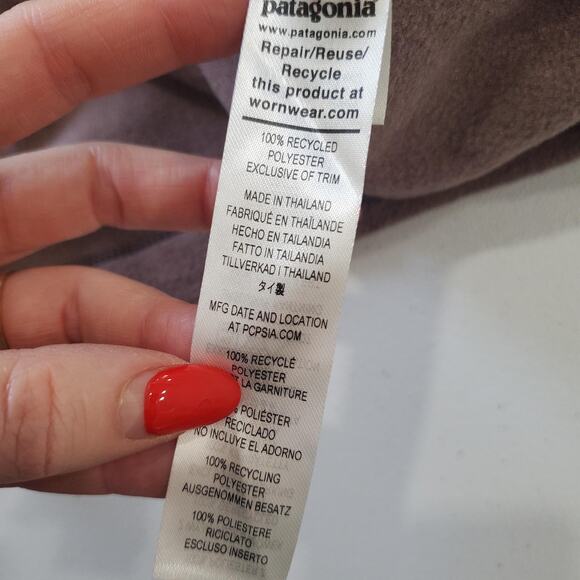 patagonia
www.patagonia.com
Repair/Reuse/
Recycle
this product at
wornwear.com
100% RECYCLED
POLYESTER
EXCLUSIVE OF TRIM
MADE IN THAILAND
FABRIQUÉ EN THAÏLANDE
HECHO EN TAILANDIA
FATTO IN TAILANDIA
TILLVERKAD I THAILAND
タイ製
MFG DATE AND LOCATION
AT PCPSIA.COM
100% RECYCLÉ
POLYESTER
LA GARNITURE
% POLIÉSTER
RECICLADO
NO INCLUYE EL ADORNO
100% RECYCLING
POLYESTER
AUSGENOMMEN BESATZ
100% POLIESTERE
RICICLATO
ESCLUSO INSERTO